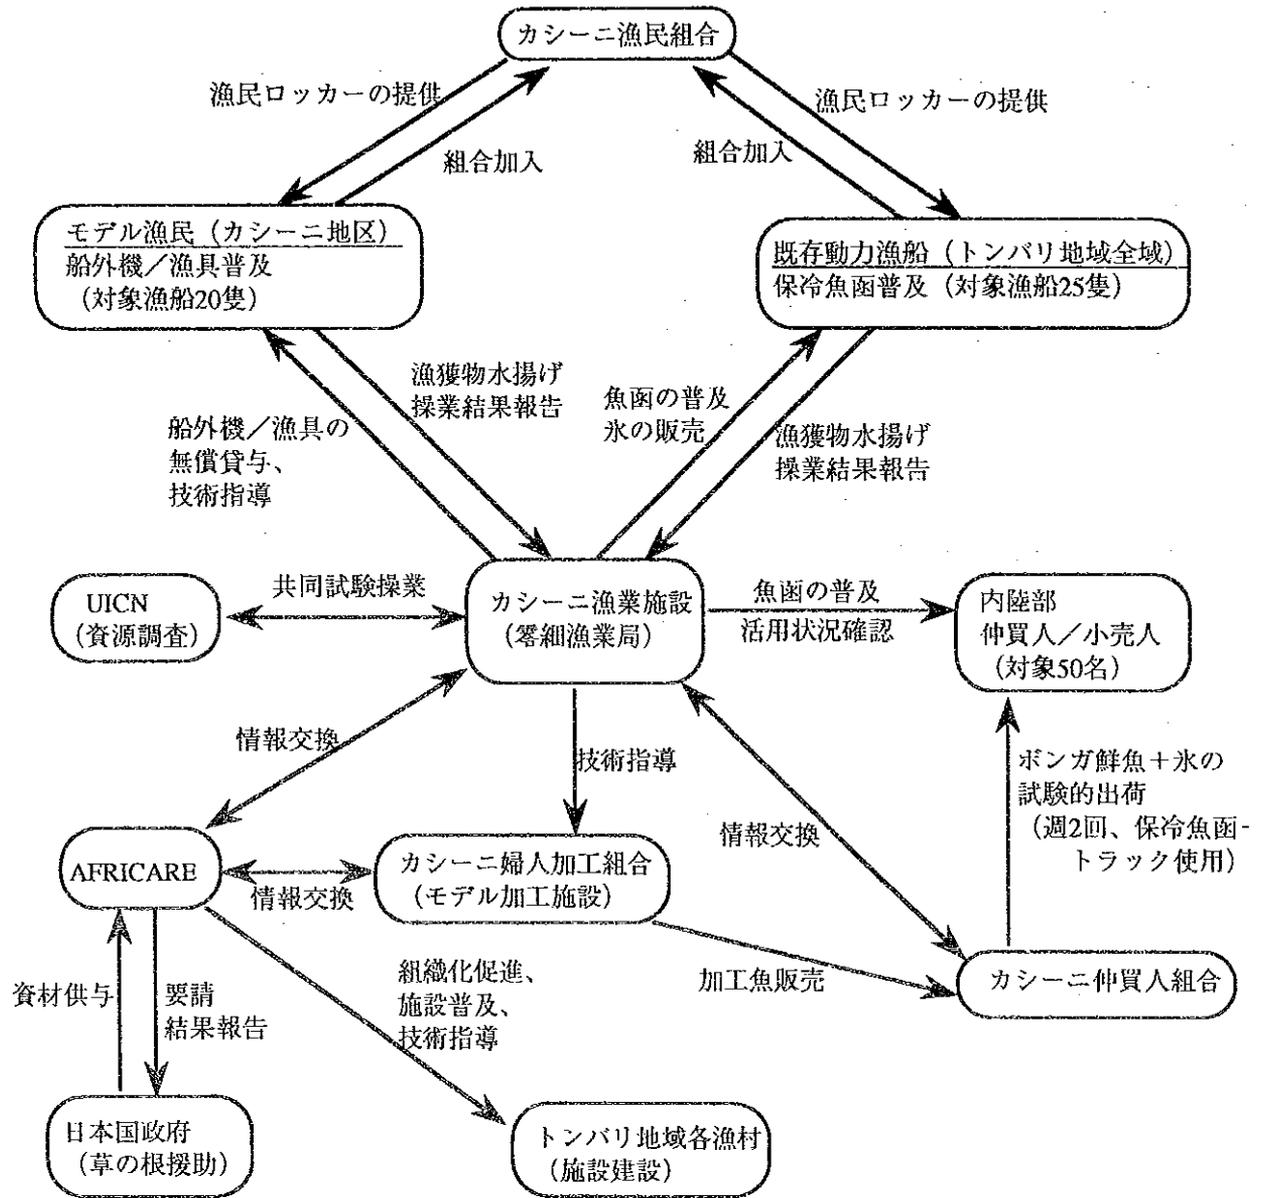 カシーニ漁民組合
漁民ロッカーの提供
漁民ロッカーの提供
組合加入
組合加入
モデル漁民（カシーニ地区）
船外機／漁具普及
（対象漁船20隻）
既存動力漁船（トンバリ地域全域）
保冷魚函普及（対象漁船25隻）
漁獲物水揚げ
操業結果報告
船外機／漁具の
無償貸与、
技術指導
魚函の普及
氷の販売
漁獲物水揚げ
操業結果報告
UICN
（資源調査）
共同試験操業
カシーニ漁業施設
（零細漁業局）
魚函の普及
活用状況確認
内陸部
仲買人／小売人
（対象50名）
情報交換
技術指導
情報交換
ボンガ鮮魚＋氷の
試験的出荷
（週2回、保冷魚函-
トラック使用）
AFRICARE
情報交換
カシーニ婦人加工組合
（モデル加工施設）
資材供与
要請
結果報告
組織化促進、
施設普及、
技術指導
加工魚販売
カシーニ仲買人組合
日本国政府
（草の根援助）
トンバリ地域各漁村
（施設建設）